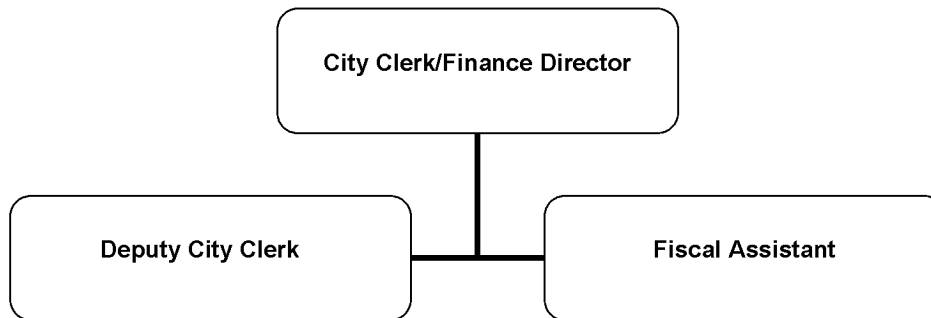 City Clerk/Finance Director
Deputy City Clerk
Fiscal Assistant